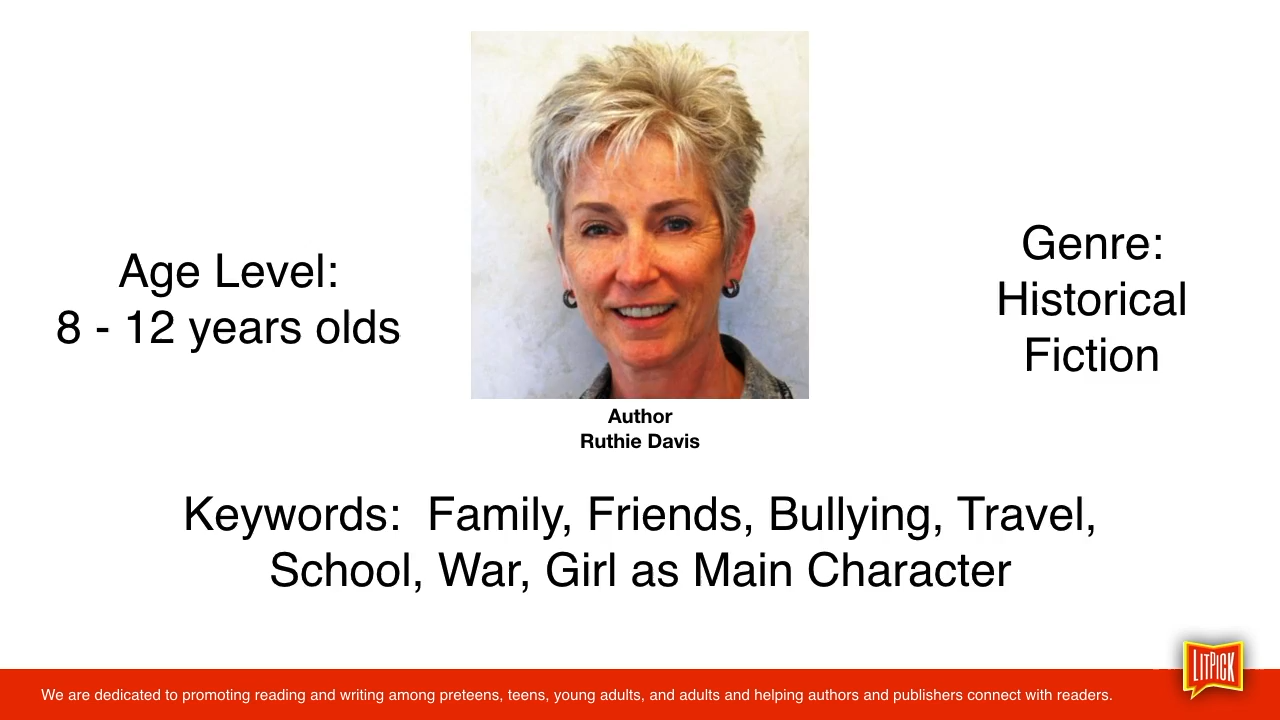 Age Level:
8 - 12 years olds
Genre:
Historical
Fiction
Author
Ruthie Davis
Keywords:  Family, Friends, Bullying, Travel,
School, War, Girl as Main Character
We are dedicated to promoting reading and writing among preteens, teens, young adults, and adults and helping authors and publishers connect with readers.
LITPICK